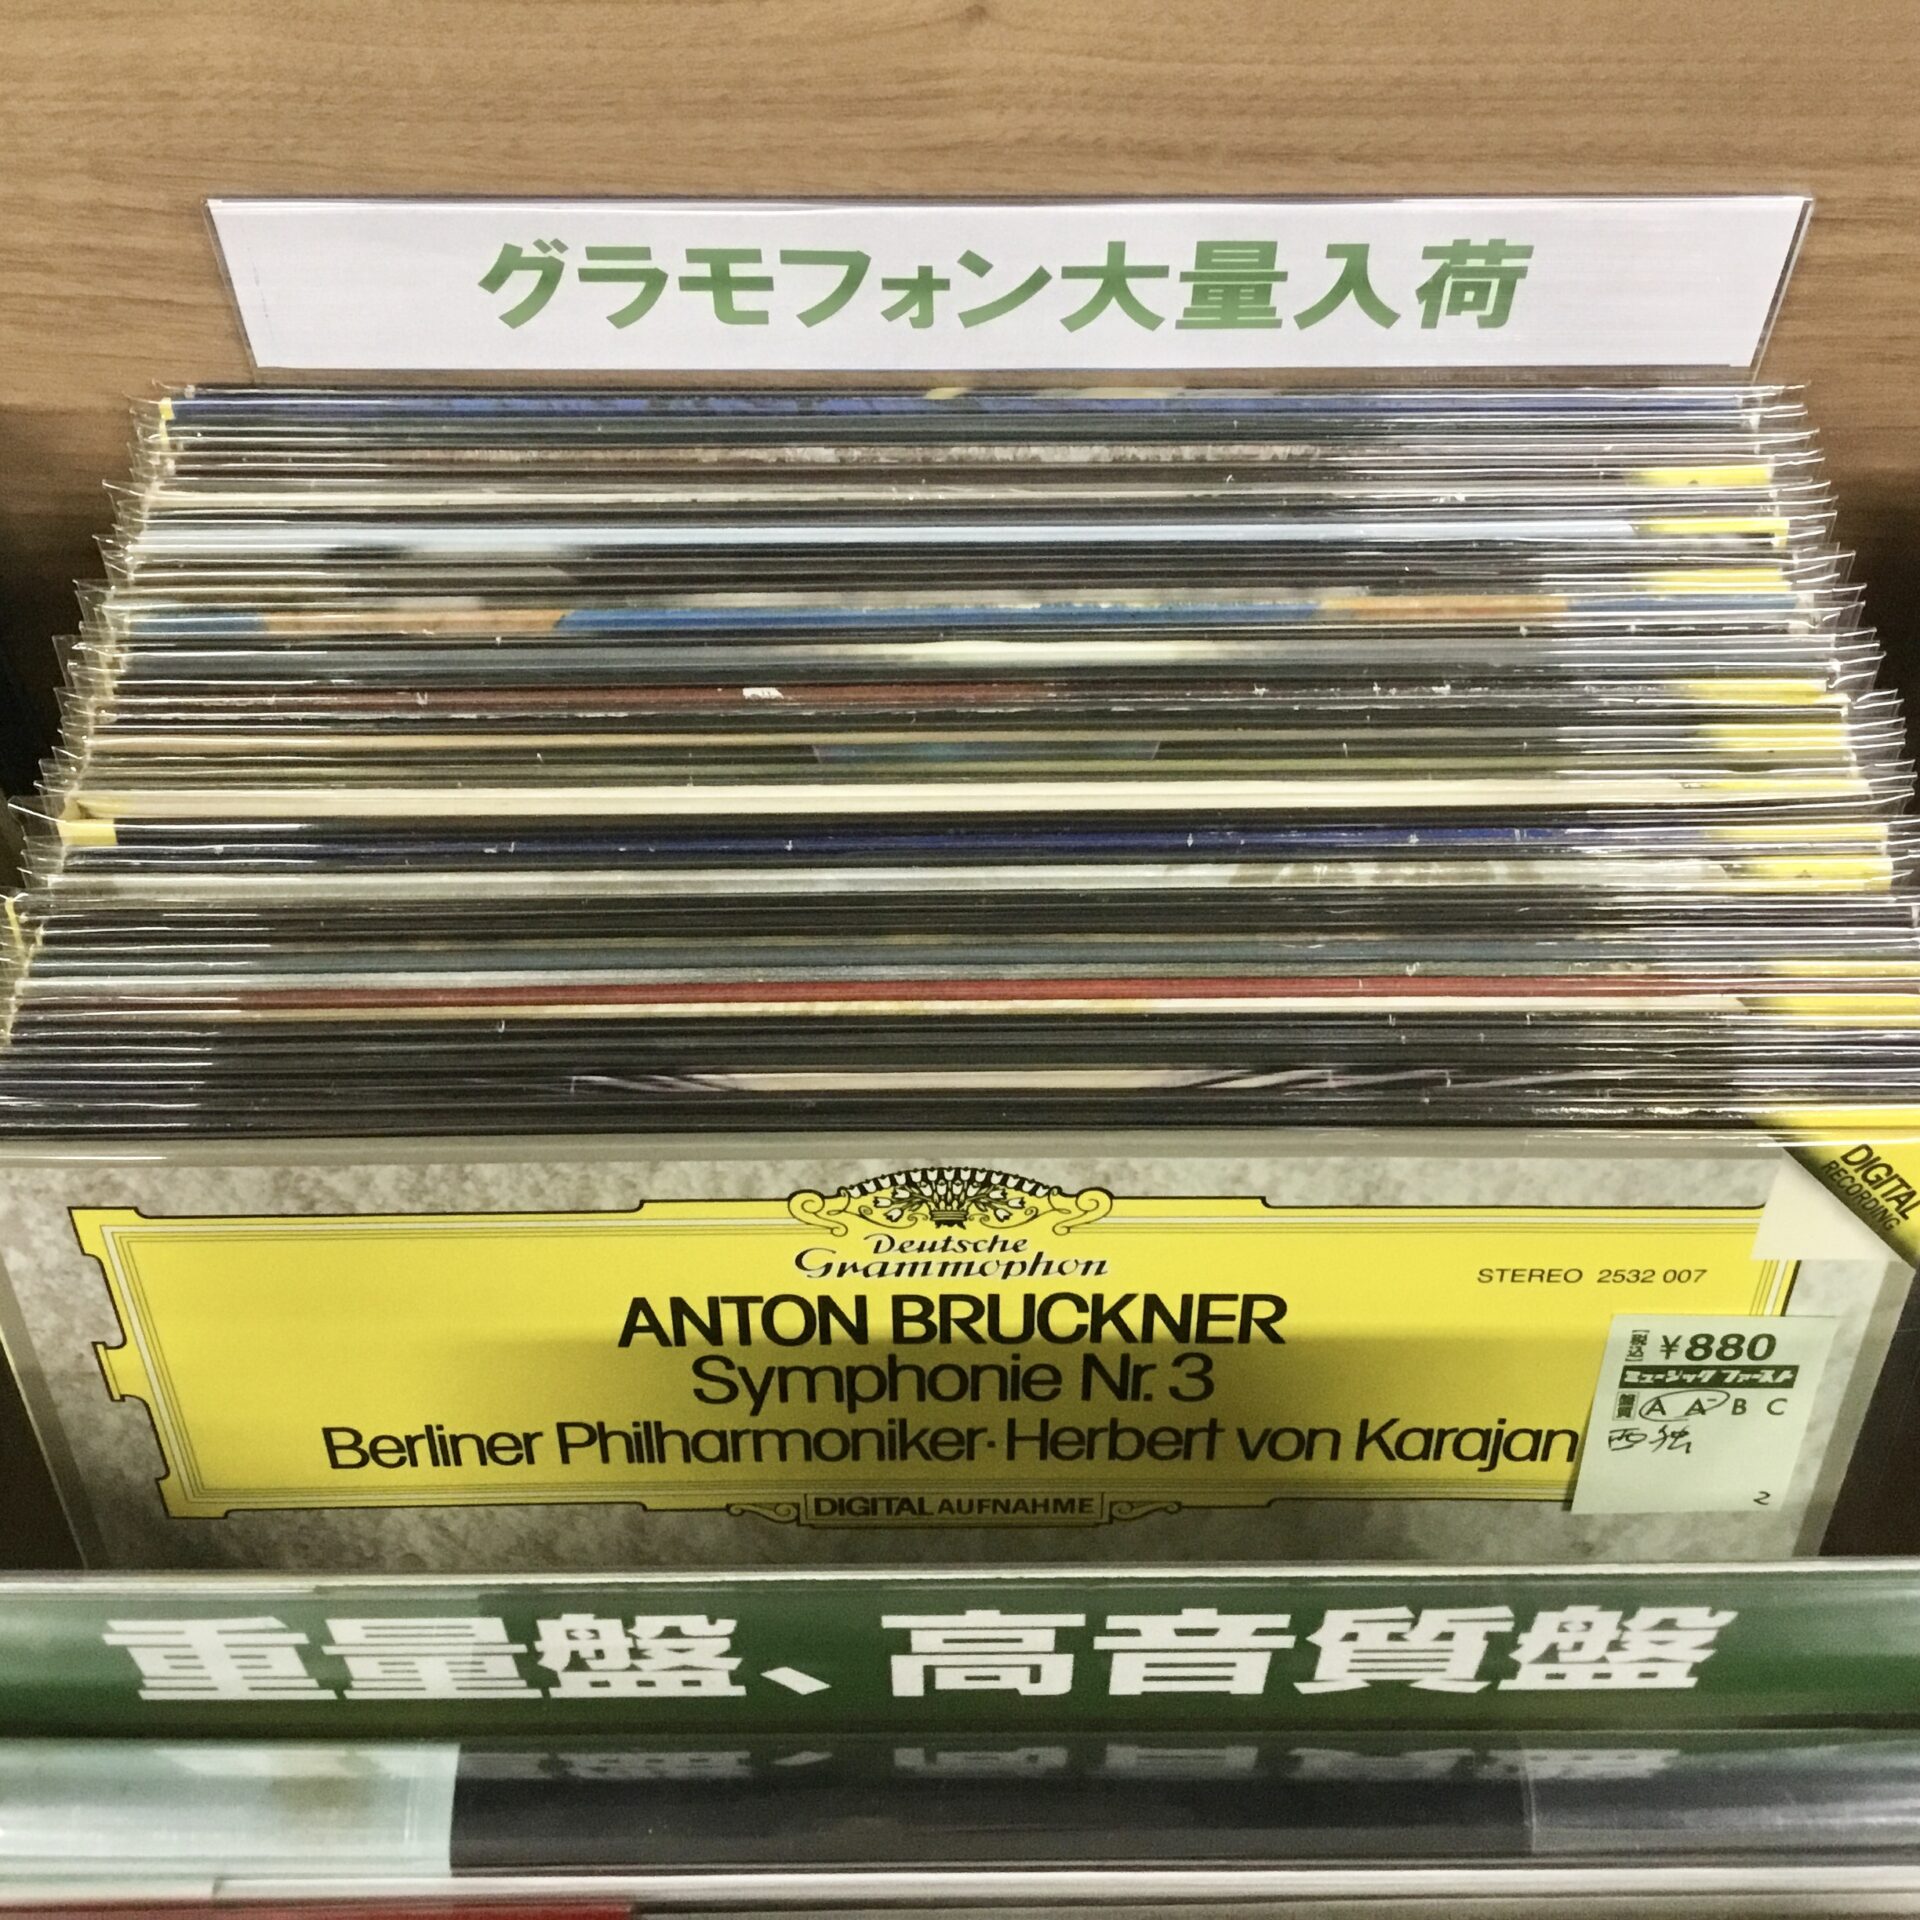 グラモフォン大量入荷
DIGITAL
RECORDING
Deutsche
Grammophon
STEREO 2532 007
ANTON BRUCKNER
Symphonie Nr. 3
Berliner Philharmoniker·Herbert von Karajan
DIGITAL AUFNAHME
¥880
ミュージック ファースト
盤質 A A- B C
西独
2
重量盤、高音質盤